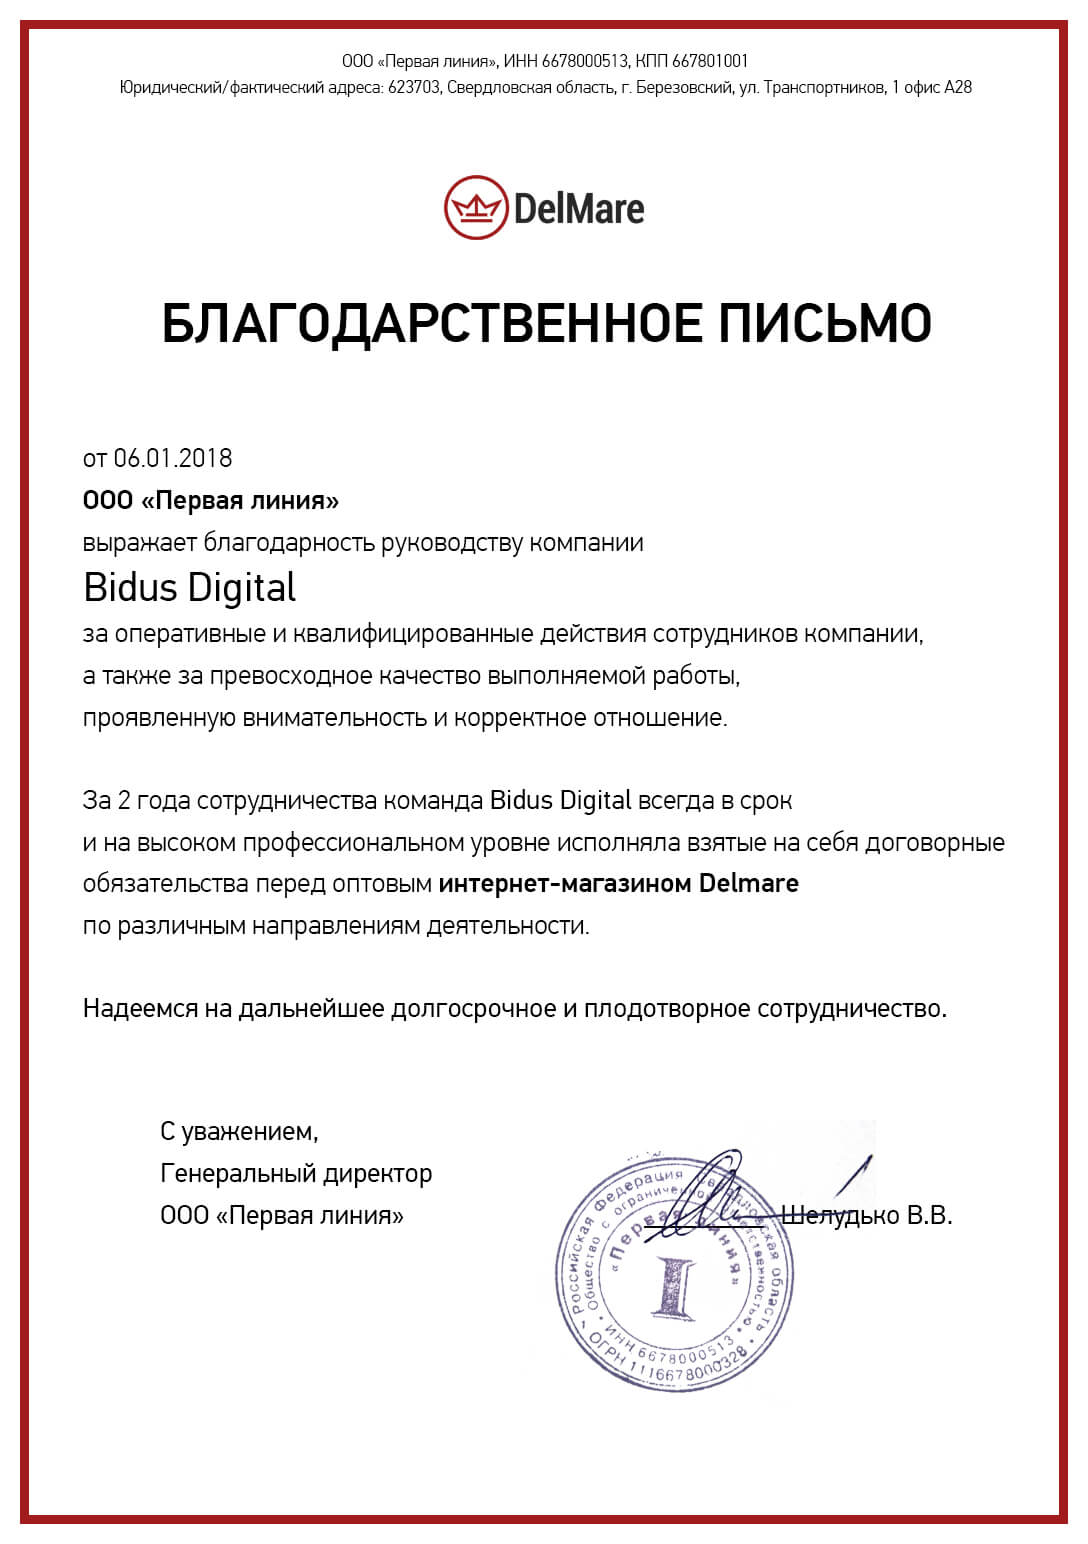 ООО «Первая линия», ИНН 6678000513, КПП 667801001
Юридический/фактический адреса: 623703, Свердловская область, г. Березовский, ул. Транспортников, 1 офис А28
DelMare
БЛАГОДАРСТВЕННОЕ ПИСЬМО
от 06.01.2018
ООО «Первая линия»
выражает благодарность руководству компании
Bidus Digital
за оперативные и квалифицированные действия сотрудников компании,
а также за превосходное качество выполняемой работы,
проявленную внимательность и корректное отношение.
За 2 года сотрудничества команда Bidus Digital всегда в срок
и на высоком профессиональном уровне исполняла взятые на себя договорные
обязательства перед оптовым интернет-магазином Delmare
по различным направлениям деятельности.
Надеемся на дальнейшее долгосрочное и плодотворное сотрудничество.
С уважением,
Генеральный директор
ООО «Первая линия»
Шелудько В.В.
Российская Федерация Свердловская область
Общество с ограниченной ответственностью
«Первая линия»
I
ИНН 6678000513
ОГРН 1116678000328